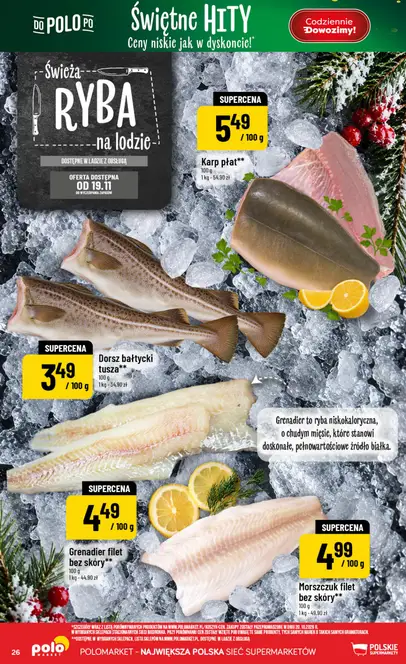 DO POLO PO
Świętne HITY
Ceny niskie jak w dyskoncie!*
Codziennie
Dowozimy!
Świeża
RYBA
na lodzie
DOSTĘPNE W LADZIE Z OBSŁUGĄ
OFERTA DOSTĘPNA
OD 19.11
SUPERCENA
5 49
/ 100 g
Karp płat**
100 g
1 kg - 54,90 zł
SUPERCENA
3 49
/ 100 g
Dorsz bałtycki
tusza**
100 g
1 kg - 34,90 zł
Grenadier to ryba niskokaloryczna,
o chudym mięsie, które stanowi
doskonałe, pełnowartościowe źródło białka.
SUPERCENA
4 49
/ 100 g
Grenadier filet
bez skóry**
100 g
1 kg - 44,90 zł
SUPERCENA
4 99
/ 100 g
Morszczuk filet
bez skóry**
100 g
1 kg - 49,90 zł
26
polo
MARKET
POLOMARKET - NAJWIĘKSZA POLSKA SIEĆ SUPERMARKETÓW
POLSKIE
SUPERMARKETY